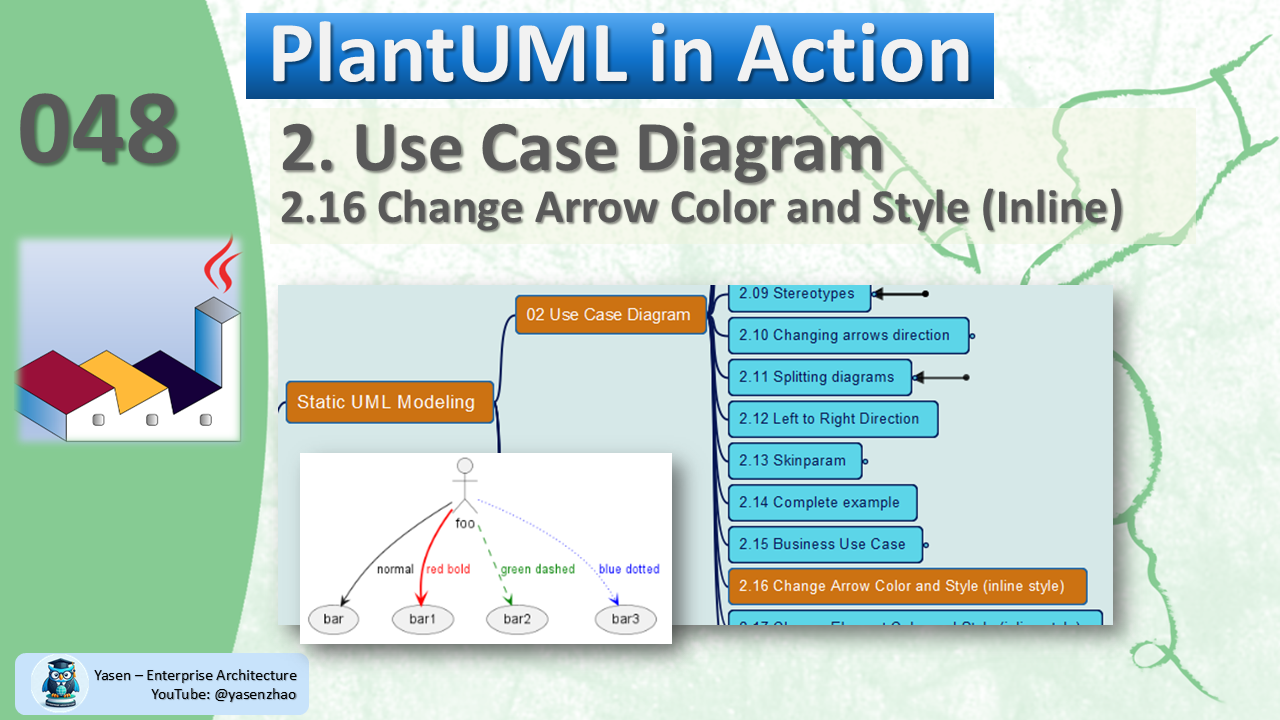 PlantUML in Action
048
2. Use Case Diagram
2.16 Change Arrow Color and Style (Inline)
2.09 Stereotypes
02 Use Case Diagram
2.10 Changing arrows direction
2.11 Splitting diagrams
Static UML Modeling
2.12 Left to Right Direction
2.13 Skinparam
2.14 Complete example
2.15 Business Use Case
2.16 Change Arrow Color and Style (inline style)
foo
normal
red bold
green dashed
blue dotted
bar
bar1
bar2
bar3
Yasen – Enterprise Architecture
YouTube: @yasenzhao